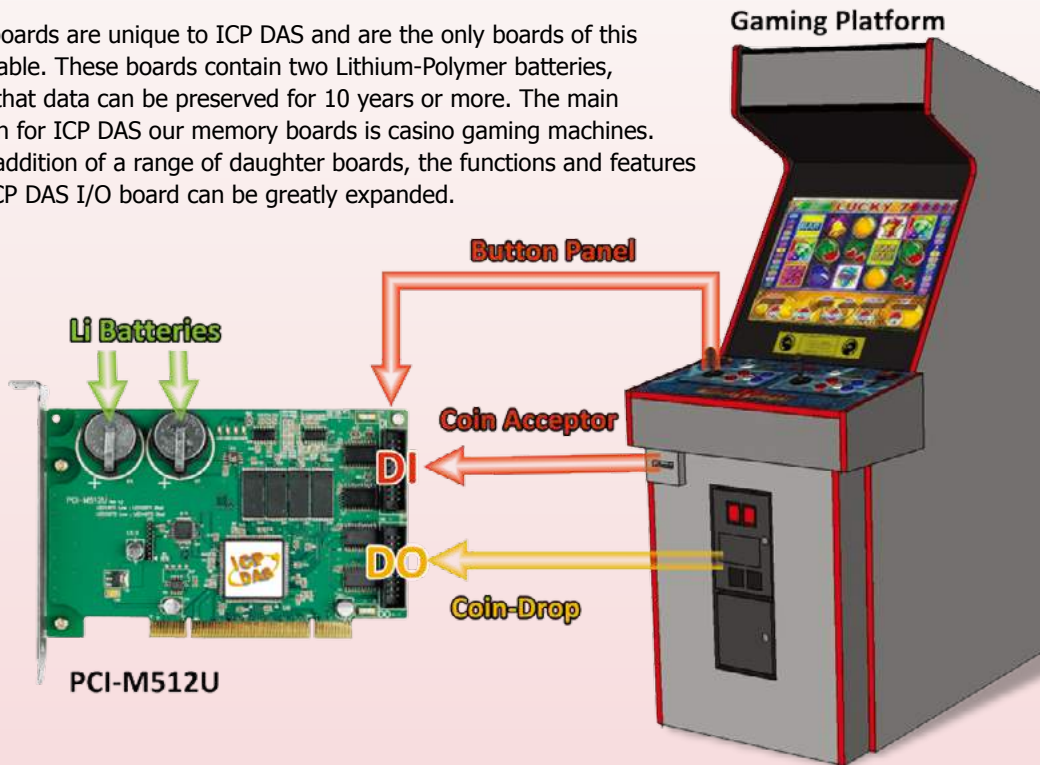 Gaming Platform
oards are unique to ICP DAS and are the only boards of this
able. These boards contain two Lithium-Polymer batteries,
that data can be preserved for 10 years or more. The main
n for ICP DAS our memory boards is casino gaming machines.
addition of a range of daughter boards, the functions and features
CP DAS I/O board can be greatly expanded.
Button Panel
Li Batteries
Coin Acceptor
DI
DO
Coin-Drop
PCI-M512U
ICP
DAS
PCI-M512U
LUCKY 7